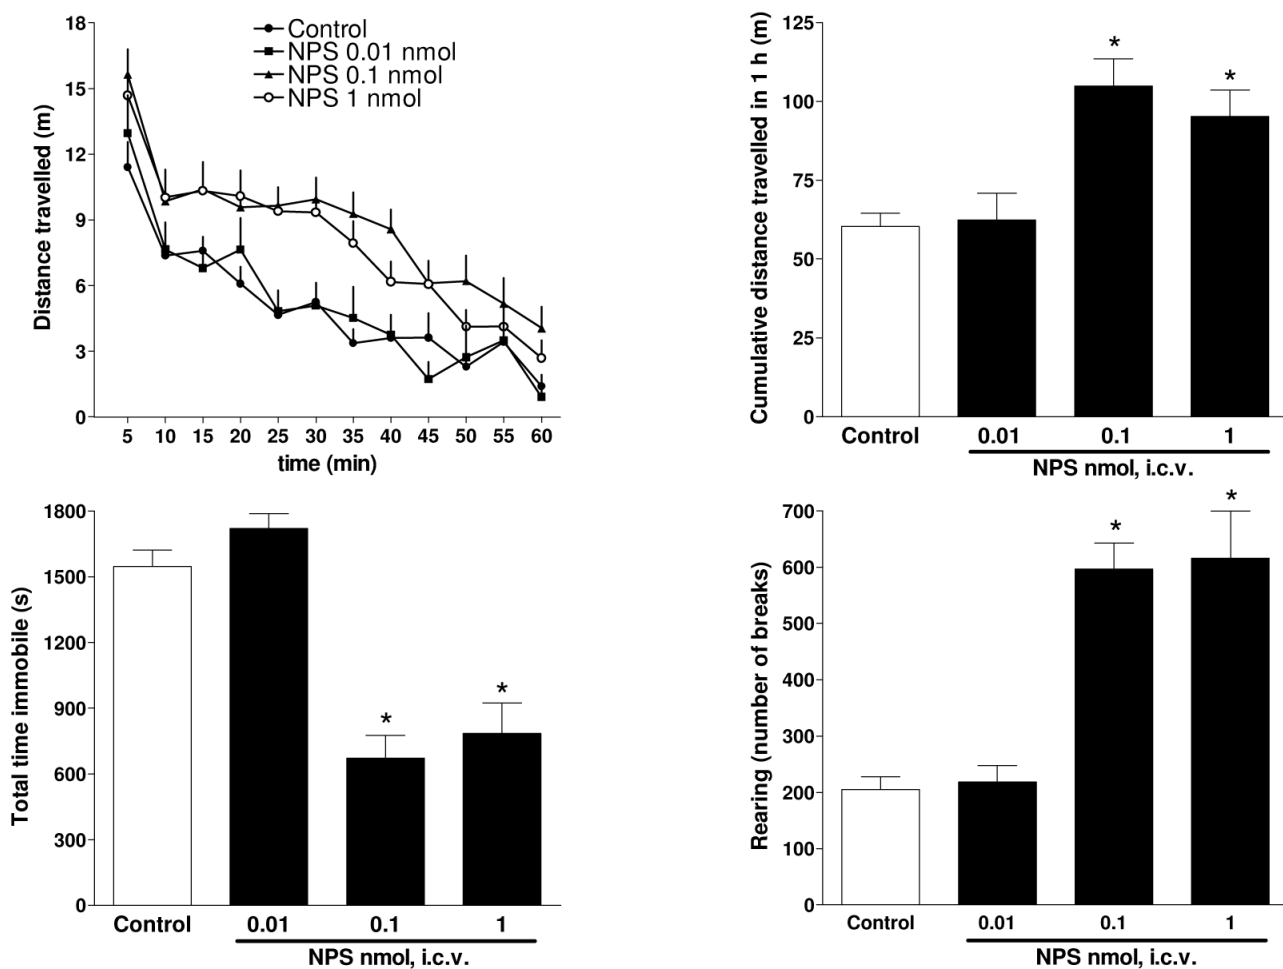 Distance travelled (m)
18
15
12
9
6
3
0
Control
NPS 0.01 nmol
NPS 0.1 nmol
NPS 1 nmol
5 10 15 20 25 30 35 40 45 50 55 60
time (min)
Cumulative distance travelled in 1 h (m)
125
100
75
50
25
0
* *
Control 0.01 0.1 1
NPS nmol, i.c.v.
Total time immobile (s)
1800
1500
1200
900
600
300
0
* *
Control 0.01 0.1 1
NPS nmol, i.c.v.
Rearing (number of breaks)
700
600
500
400
300
200
100
0
* *
Control 0.01 0.1 1
NPS nmol, i.c.v.